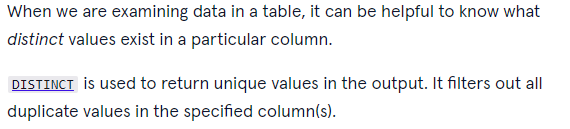 When we are examining data in a table, it can be helpful to know what
distinct values exist in a particular column.
DISTINCT is used to return unique values in the output. It filters out all
duplicate values in the specified column(s).